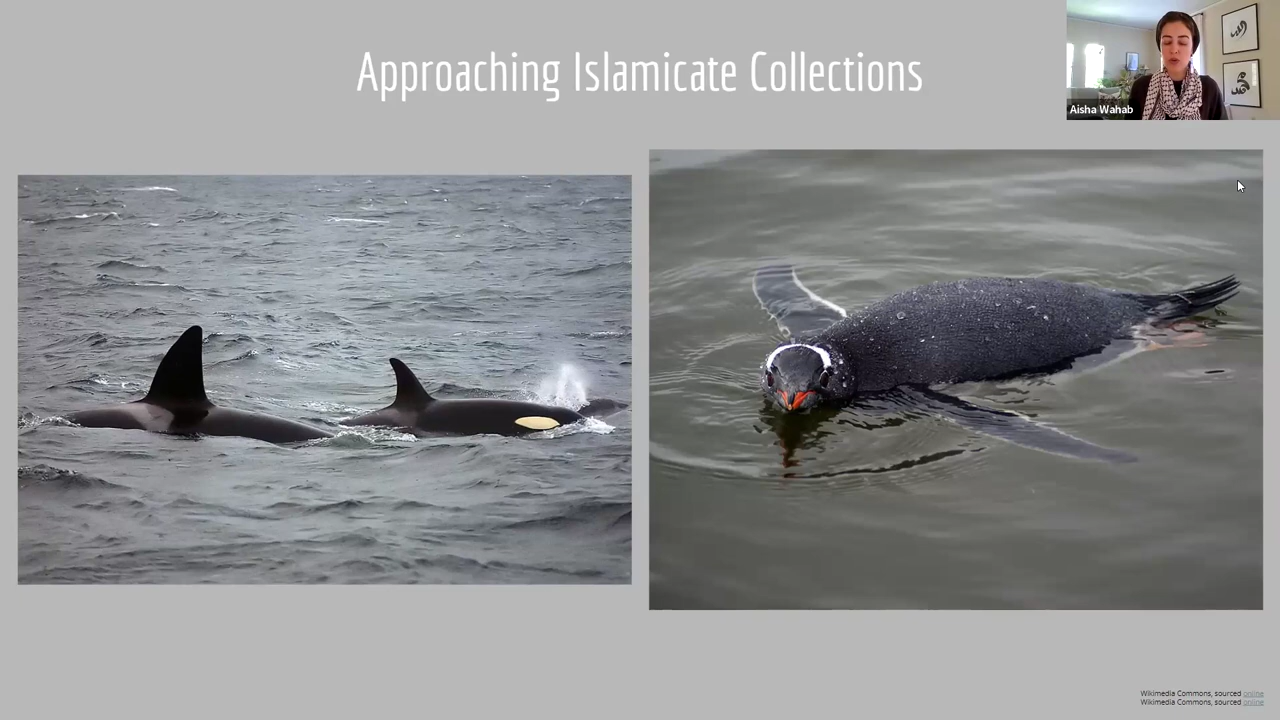 Approaching Islamicate Collections
Aisha Wahab
Wikimedia Commons, sourced online
Wikimedia Commons, sourced online